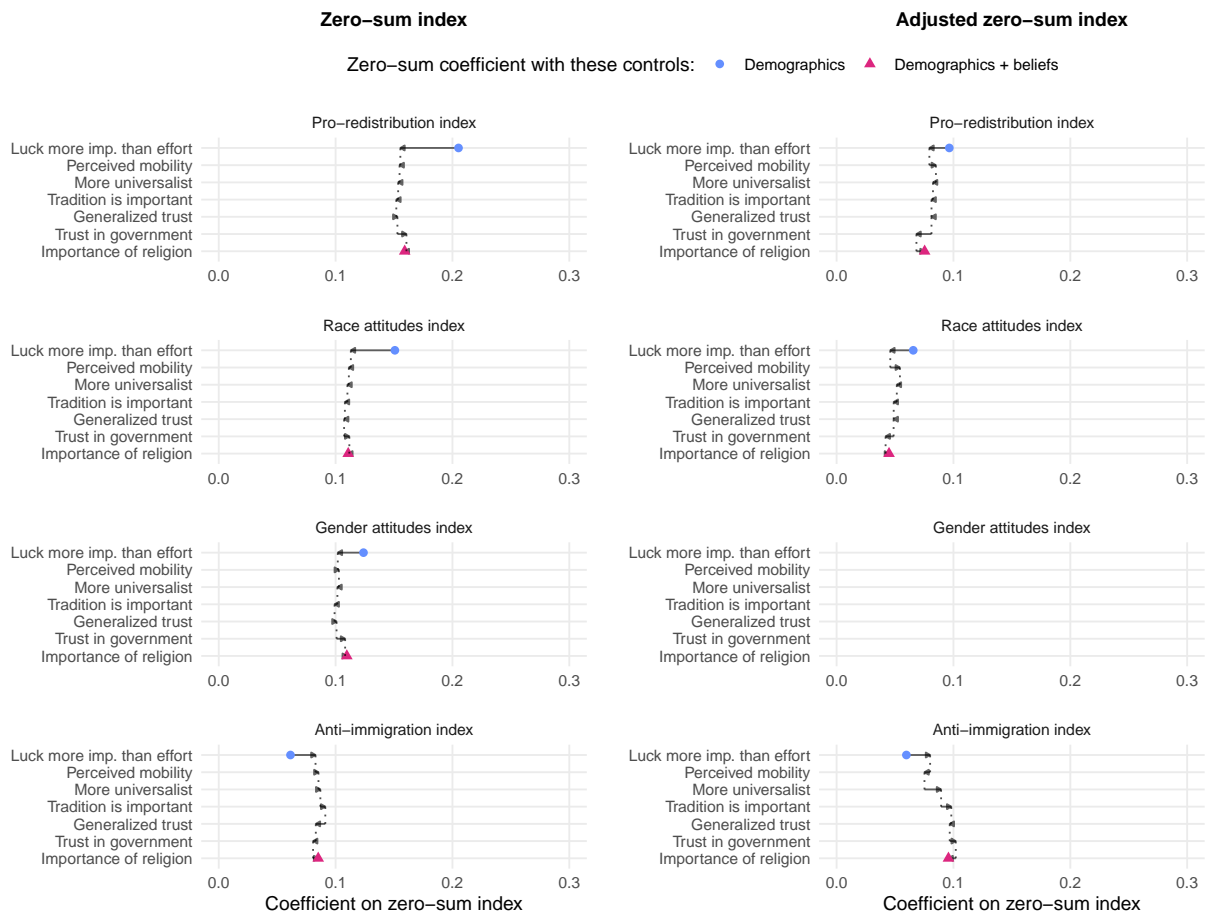 Zero−sum index
Adjusted zero−sum index
Zero−sum coefficient with these controls: Demographics Demographics + beliefs
Pro−redistribution index
Luck more imp. than effort
Perceived mobility
More universalist
Tradition is important
Generalized trust
Trust in government
Importance of religion
0.0 0.1 0.2 0.3
Pro−redistribution index
Luck more imp. than effort
Perceived mobility
More universalist
Tradition is important
Generalized trust
Trust in government
Importance of religion
0.0 0.1 0.2 0.3
Race attitudes index
Luck more imp. than effort
Perceived mobility
More universalist
Tradition is important
Generalized trust
Trust in government
Importance of religion
0.0 0.1 0.2 0.3
Race attitudes index
Luck more imp. than effort
Perceived mobility
More universalist
Tradition is important
Generalized trust
Trust in government
Importance of religion
0.0 0.1 0.2 0.3
Gender attitudes index
Luck more imp. than effort
Perceived mobility
More universalist
Tradition is important
Generalized trust
Trust in government
Importance of religion
0.0 0.1 0.2 0.3
Gender attitudes index
Luck more imp. than effort
Perceived mobility
More universalist
Tradition is important
Generalized trust
Trust in government
Importance of religion
0.0 0.1 0.2 0.3
Anti−immigration index
Luck more imp. than effort
Perceived mobility
More universalist
Tradition is important
Generalized trust
Trust in government
Importance of religion
0.0 0.1 0.2 0.3
Coefficient on zero−sum index
Anti−immigration index
Luck more imp. than effort
Perceived mobility
More universalist
Tradition is important
Generalized trust
Trust in government
Importance of religion
0.0 0.1 0.2 0.3
Coefficient on zero−sum index